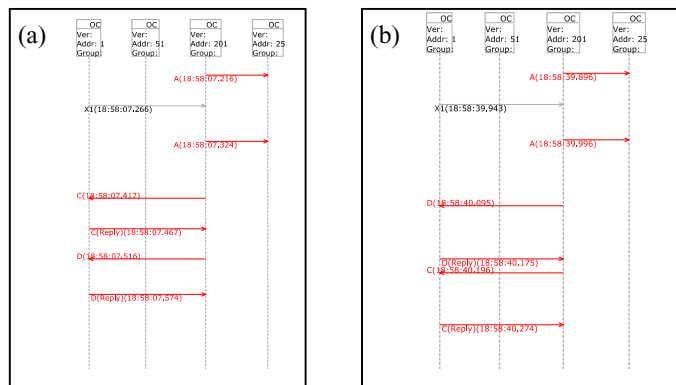 (a)
OC OC OC OC
Ver: Ver: Ver: Ver:
Addr: 1 Addr: 51 Addr: 201 Addr: 25
Group: Group: Group: Group:
A(18:58:07.216)
X1(18:58:07.266)
A(18:58:07.324)
C(18:58:07.417)
C(Reply)(18:58:07.467)
D(18:58:07.516)
D(Reply)(18:58:07.574)
(b)
OC OC OC OC
Ver: Ver: Ver: Ver:
Addr: 1 Addr: 51 Addr: 201 Addr: 25
Group: Group: Group: Group:
A(18:58:39.896)
X1(18:58:39.943)
A(18:58:39.996)
D(18:58:40.095)
D(Reply)(18:58:40.175)
C(18:58:40.196)
C(Reply)(18:58:40.274)